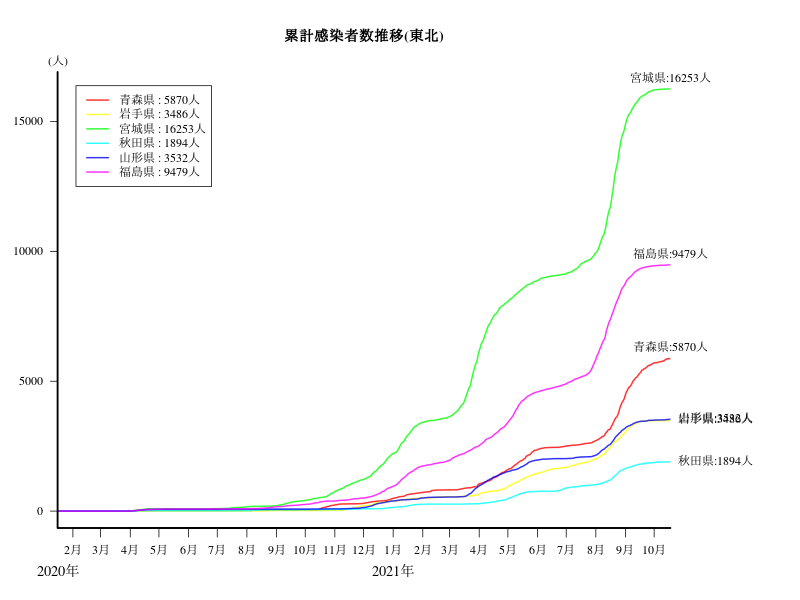 累計感染者数推移(東北)
(人)
宮城県:16253人
青森県 : 5870人
岩手県 : 3486人
宮城県 : 16253人
秋田県 : 1894人
山形県 : 3532人
福島県 : 9479人
15000
10000
5000
0
福島県:9479人
青森県:5870人
山形県:3532人
秋田県:1894人
2月 3月 4月 5月 6月 7月 8月 9月 10月 11月 12月 1月 2月 3月 4月 5月 6月 7月 8月 9月 10月
2020年 2021年